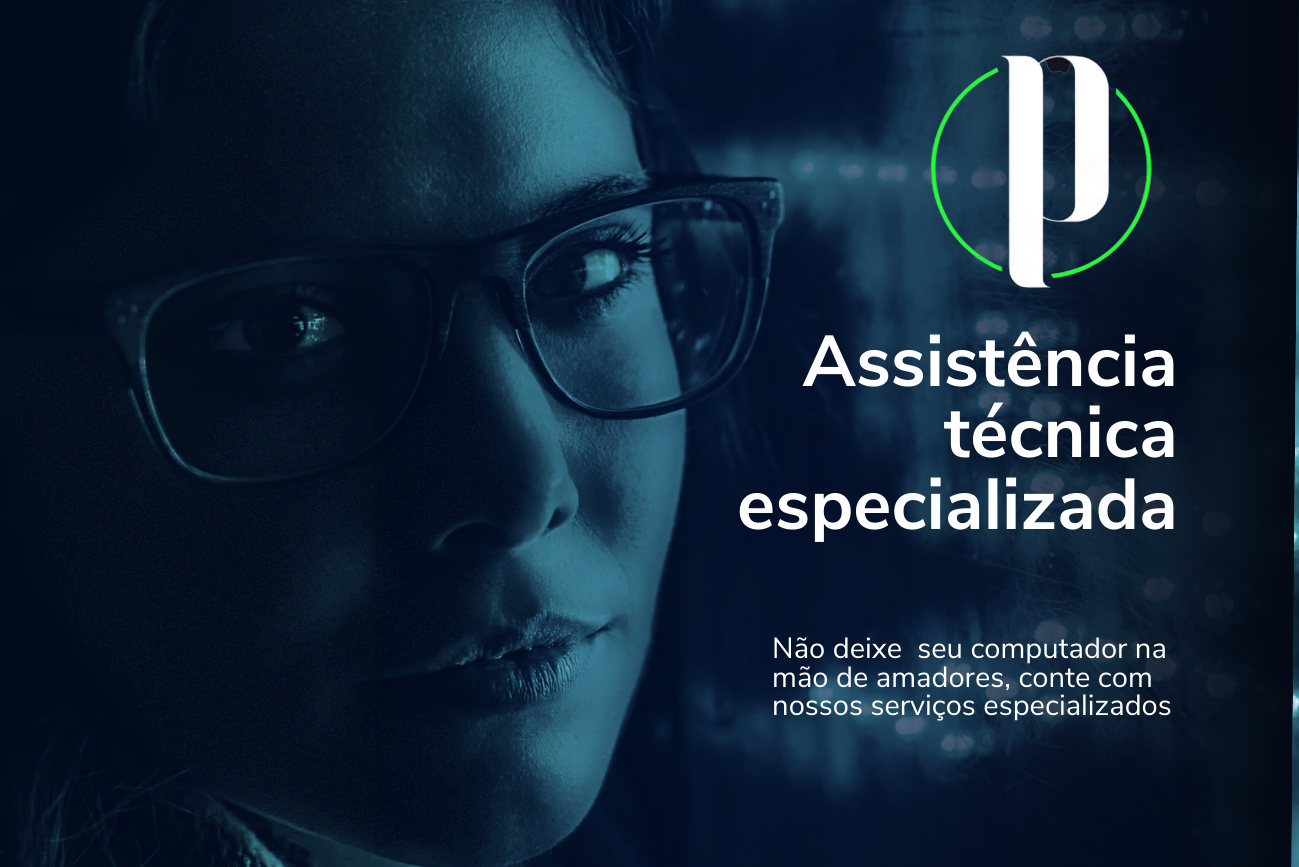 p
Assistência
técnica
especializada
Não deixe  seu computador na
mão de amadores, conte com
nossos serviços especializados